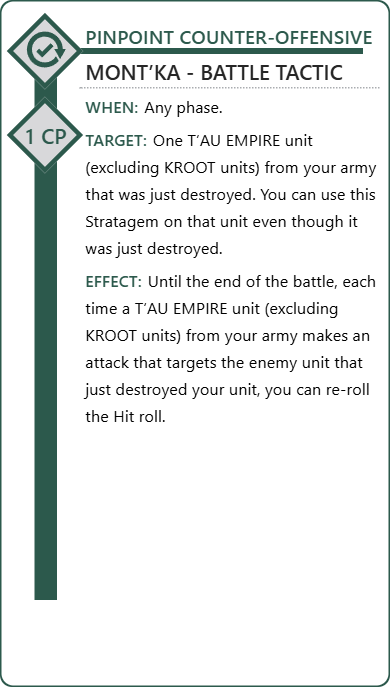 PINPOINT COUNTER-OFFENSIVE
MONT’KA - BATTLE TACTIC
WHEN: Any phase.
1 CP
TARGET: One T’AU EMPIRE unit
(excluding KROOT units) from your army
that was just destroyed. You can use this
Stratagem on that unit even though it
was just destroyed.
EFFECT: Until the end of the battle, each
time a T’AU EMPIRE unit (excluding
KROOT units) from your army makes an
attack that targets the enemy unit that
just destroyed your unit, you can re-roll
the Hit roll.